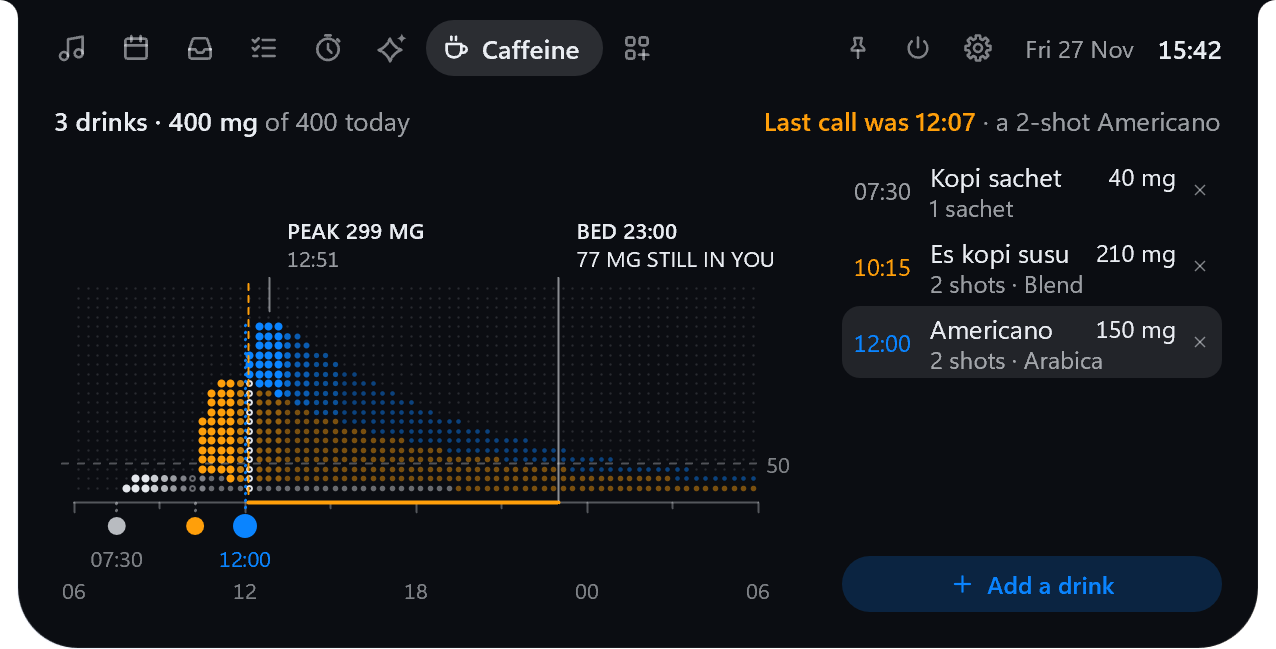 Caffeine
Fri 27 Nov 15:42
3 drinks · 400 mg of 400 today
Last call was 12:07 · a 2-shot Americano
07:30 Kopi sachet 40 mg ×
1 sachet
10:15 Es kopi susu 210 mg ×
2 shots · Blend
12:00 Americano 150 mg ×
2 shots · Arabica
PEAK 299 MG
12:51
BED 23:00
77 MG STILL IN YOU
50
07:30 12:00
06 12 18 00 06
+ Add a drink